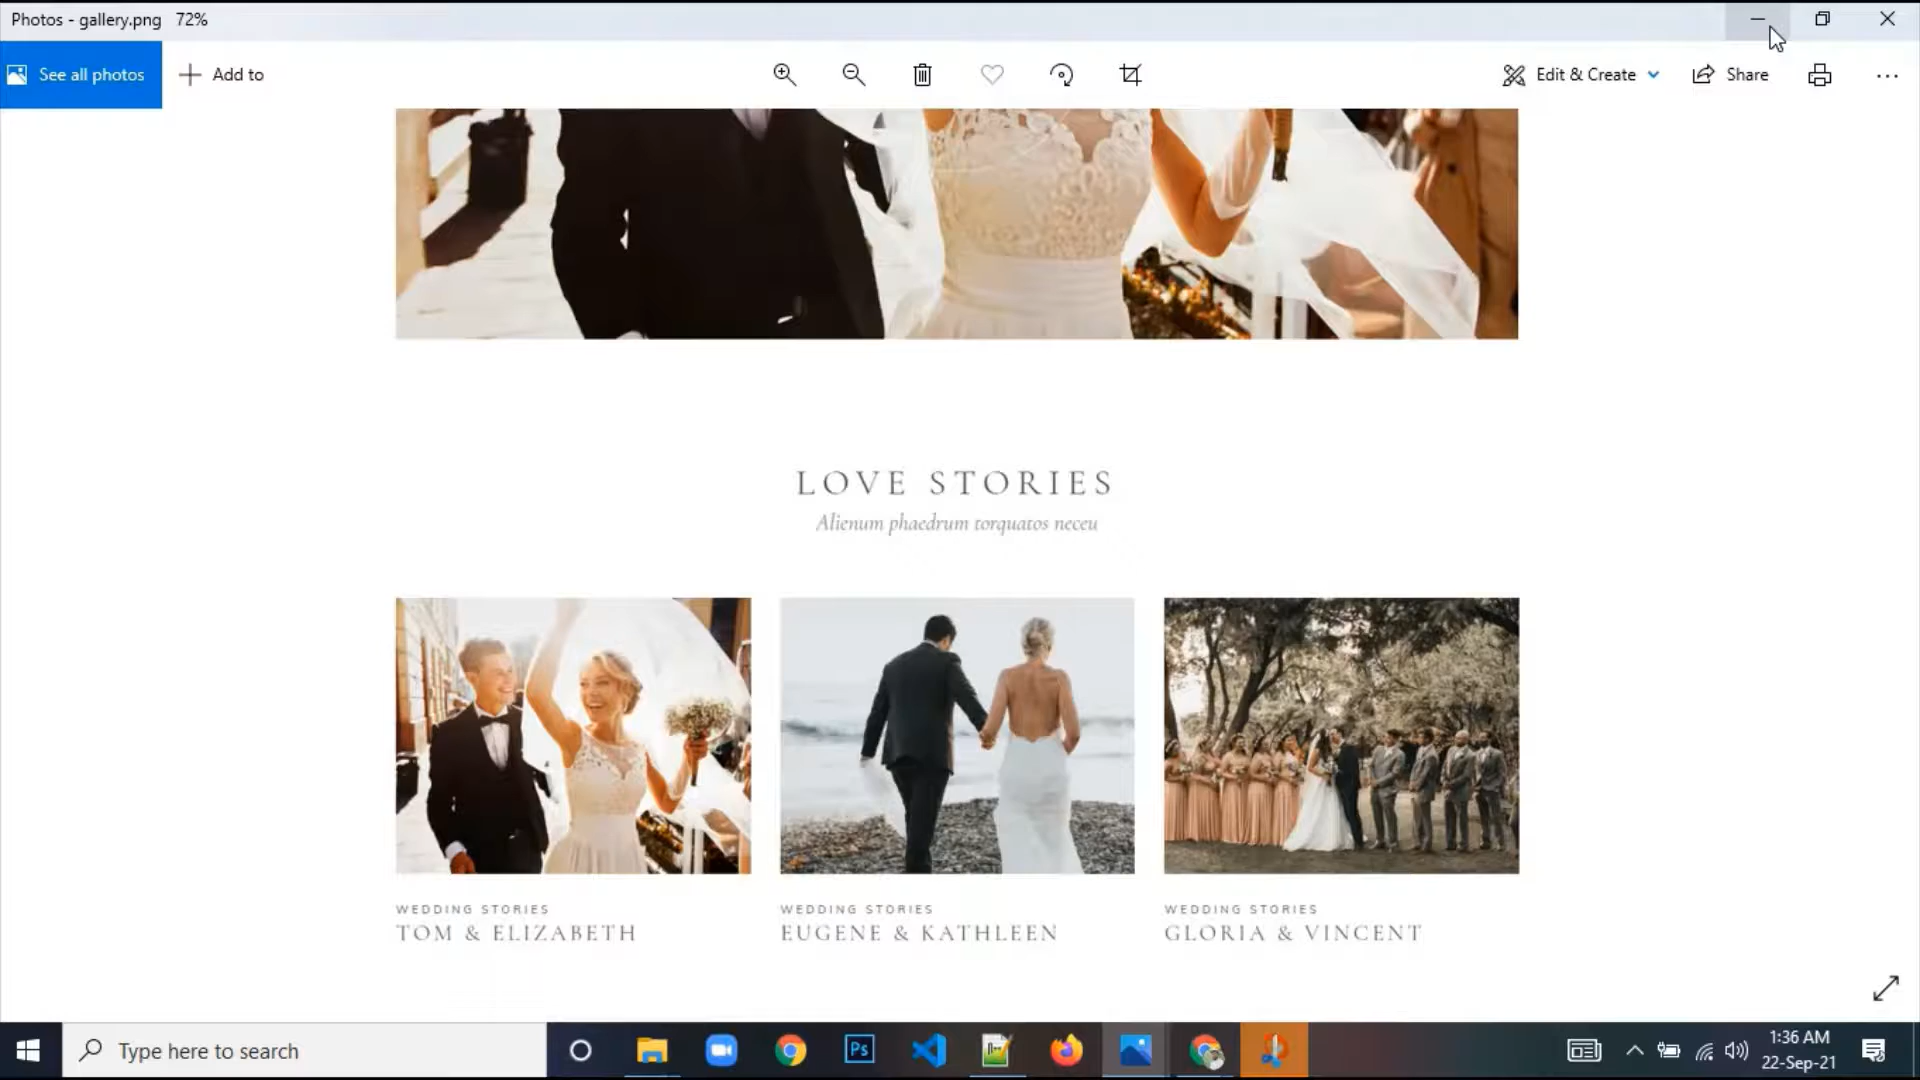 Photos - gallery.png 72%
See all photos
Add to
Edit & Create
Share
LOVE STORIES
Alienum phaedrum torquatos neceu
WEDDING STORIES
TOM & ELIZABETH
WEDDING STORIES
EUGENE & KATHLEEN
WEDDING STORIES
GLORIA & VINCENT
Type here to search
Ps
1:36 AM
22-Sep-21